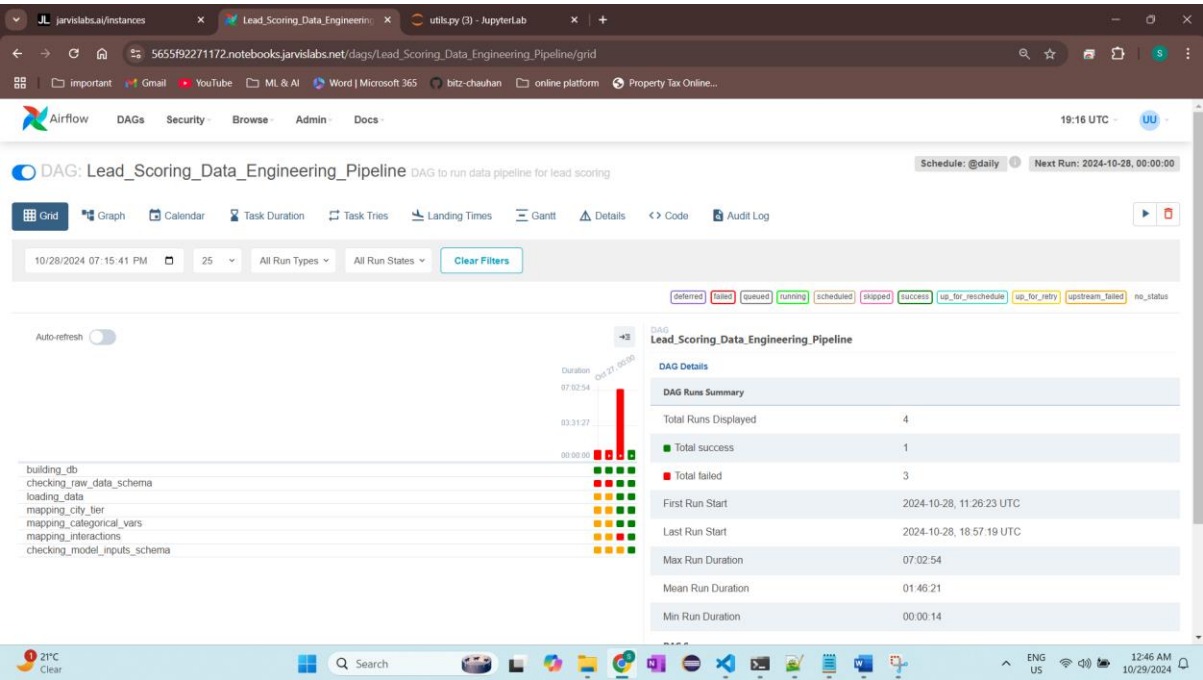 jarvislabs.ai/instances
Lead_Scoring_Data_Engineering
utils.py (3) - JupyterLab
5655f92271172.notebooks.jarvislabs.net/dags/Lead_Scoring_Data_Engineering_Pipeline/grid
important Gmail YouTube ML & AI Word | Microsoft 365 bitz-chauhan online platform Property Tax Online...
Airflow DAGs Security Browse Admin Docs 19:16 UTC UU
DAG: Lead_Scoring_Data_Engineering_Pipeline DAG to run data pipeline for lead scoring
Schedule: @daily Next Run: 2024-10-28, 00:00:00
Grid Graph Calendar Task Duration Task Tries Landing Times Gantt Details <> Code Audit Log
10/28/2024 07:15:41 PM 25 All Run Types All Run States Clear Filters
deferred failed queued running scheduled skipped success up_for_reschedule up_for_retry upstream_failed no_status
Auto-refresh
Duration Oct 27, 00:00
07:02:54
03:31:27
00:00:00
building_db
checking_raw_data_schema
loading_data
mapping_city_tier
mapping_categorical_vars
mapping_interactions
checking_model_inputs_schema
DAG
Lead_Scoring_Data_Engineering_Pipeline
DAG Details
DAG Runs Summary
Total Runs Displayed 4
Total success 1
Total failed 3
First Run Start 2024-10-28, 11:26:23 UTC
Last Run Start 2024-10-28, 18:57:19 UTC
Max Run Duration 07:02:54
Mean Run Duration 01:46:21
Min Run Duration 00:00:14
1
21°C
Clear
Search
ENG
US
12:46 AM
10/29/2024